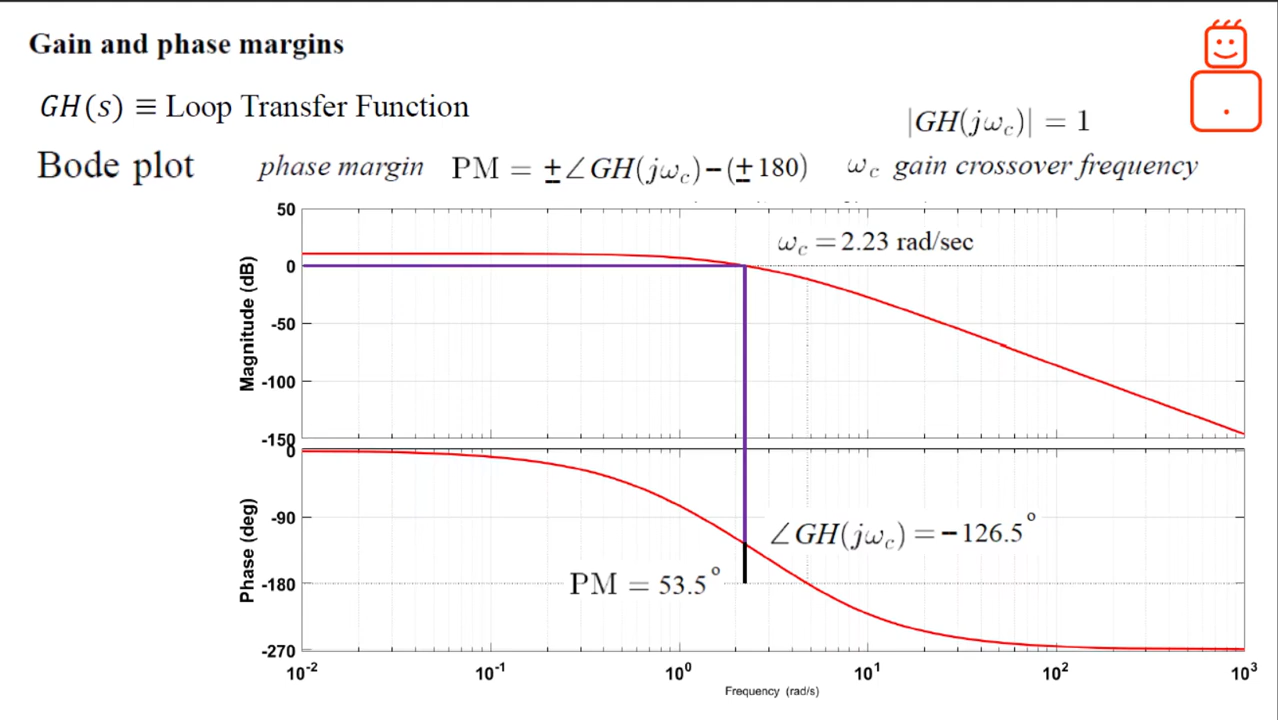 Gain and phase margins
GH(s) ≡ Loop Transfer Function
|GH(jω_c)| = 1
Bode plot phase margin PM = ±∠GH(jω_c)−(±180) ω_c gain crossover frequency
50
0
-50
-100
-150
Magnitude (dB)
ω_c = 2.23 rad/sec
0
-90
-180
-270
Phase (deg)
∠GH(jω_c) = −126.5°
PM = 53.5°
10^-2 10^-1 10^0 10^1 10^2 10^3
Frequency (rad/s)